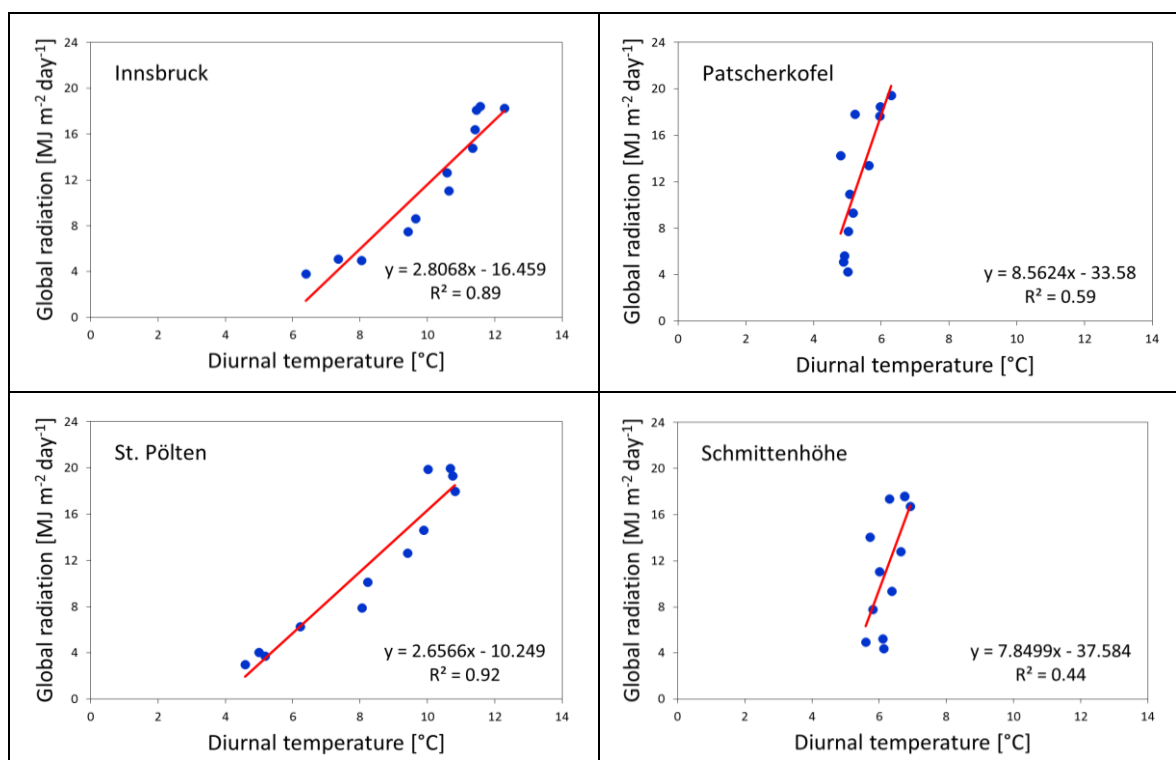 Innsbruck
Global radiation [MJ m⁻² day⁻¹]
24
20
16
12
8
4
0
y = 2.8068x - 16.459
R² = 0.89
0 2 4 6 8 10 12 14
Diurnal temperature [°C]
Patscherkofel
Global radiation [MJ m⁻² day⁻¹]
24
20
16
12
8
4
0
y = 8.5624x - 33.58
R² = 0.59
0 2 4 6 8 10 12 14
Diurnal temperature [°C]
St. Pölten
Global radiation [MJ m⁻² day⁻¹]
24
20
16
12
8
4
0
y = 2.6566x - 10.249
R² = 0.92
0 2 4 6 8 10 12 14
Diurnal temperature [°C]
Schmittenhöhe
Global radiation [MJ m⁻² day⁻¹]
24
20
16
12
8
4
0
y = 7.8499x - 37.584
R² = 0.44
0 2 4 6 8 10 12 14
Diurnal temperature [°C]